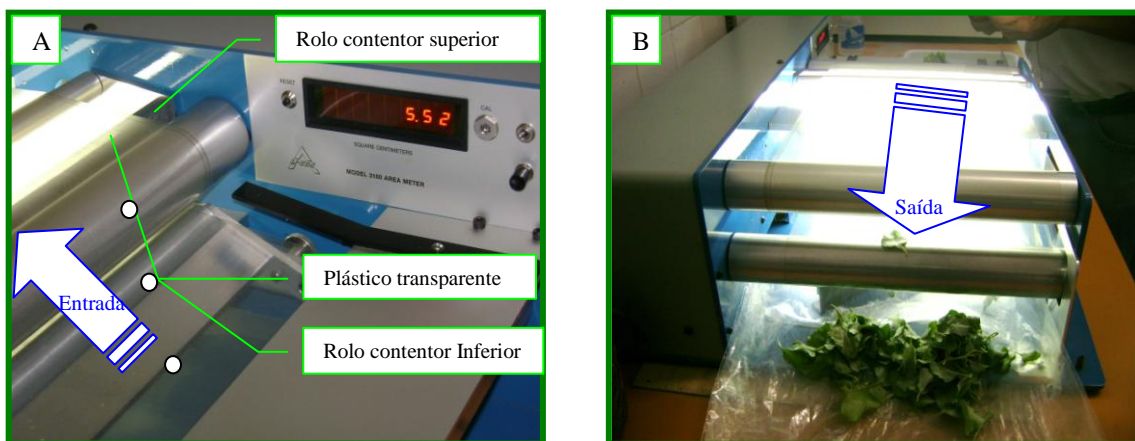 A
Rolo contentor superior
RESET
5.52
CAL
SQUARE CENTIMETERS
MODEL 3100 AREA METER
Entrada
Plástico transparente
Rolo contentor Inferior
B
Saída